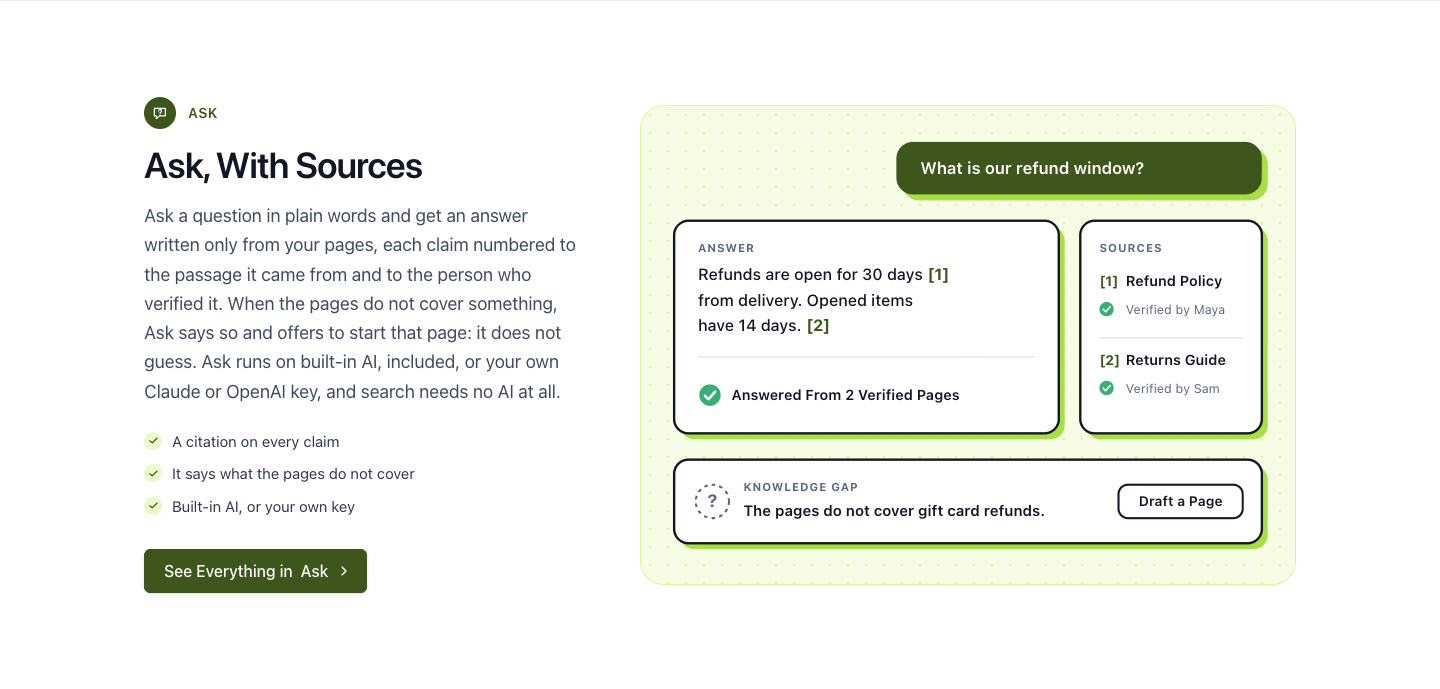 ASK
Ask, With Sources
Ask a question in plain words and get an answer
written only from your pages, each claim numbered to
the passage it came from and to the person who
verified it. When the pages do not cover something,
Ask says so and offers to start that page: it does not
guess. Ask runs on built-in AI, included, or your own
Claude or OpenAI key, and search needs no AI at all.
A citation on every claim
It says what the pages do not cover
Built-in AI, or your own key
See Everything in Ask
What is our refund window?
ANSWER
Refunds are open for 30 days [1]
from delivery. Opened items
have 14 days. [2]
Answered From 2 Verified Pages
SOURCES
[1] Refund Policy
Verified by Maya
[2] Returns Guide
Verified by Sam
?
KNOWLEDGE GAP
The pages do not cover gift card refunds.
Draft a Page